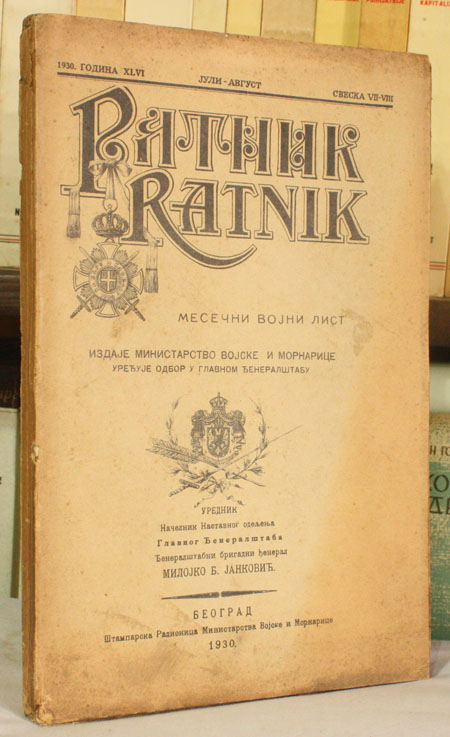 1930. ГОДИНА XLVI
ЈУЛИ - АВГУСТ
СВЕСКА VII-VIII
РАТНИК
RATNIK
МЕСЕЧНИ ВОЈНИ ЛИСТ
ИЗДАЈЕ МИНИСТАРСТВО ВОЈСКЕ И МОРНАРИЦЕ
УРЕЂУЈЕ ОДБОР У ГЛАВНОМ ЂЕНЕРАЛШТАБУ
УРЕДНИК
Начелник Наставног одељења
Главног Ђенералштаба
Ђенералштабни бригадни ђенерал
МИЛОЈКО Б. ЈАНКОВИЋ.
БЕОГРАД
Штампарска Радионица Министарства Војске и Морнарице
1930.